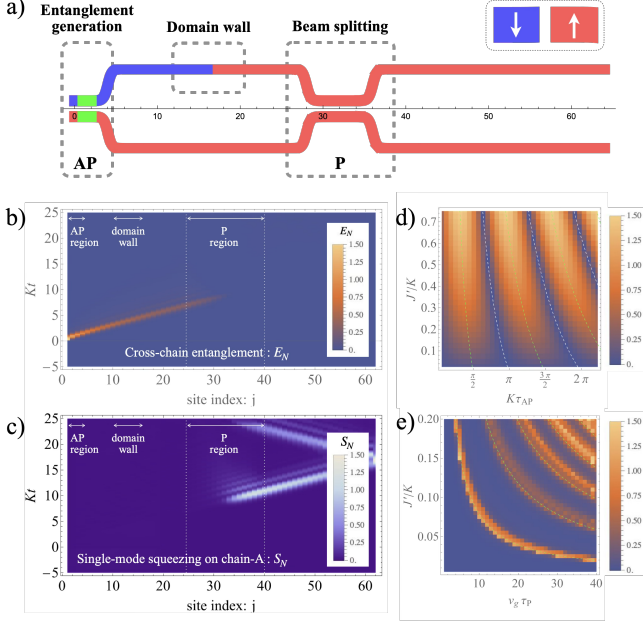 a)
Entanglement
generation
Domain wall
Beam splitting
↓ ↑
0 10 20 30 40 50 60
AP
P
b)
25
20
15
10
5
0
−5
Kt
AP
region
domain
wall
P
region
E_N
1.50
1.25
1.00
0.75
0.50
0.25
0.
Cross-chain entanglement : E_N
0 10 20 30 40 50 60
site index: j
c)
25
20
15
10
5
0
−5
Kt
AP
region
domain
wall
P
region
S_N
1.50
1.25
1.00
0.75
0.50
0.25
0.
Single-mode squeezing on chain-A : S_N
0 10 20 30 40 50 60
site index: j
d)
0.7
0.6
0.5
0.4
0.3
0.2
0.1
J'/K
π/2 π 3π/2 2π
Kτ_AP
1.50
1.25
1.00
0.75
0.50
0.25
0.
e)
0.20
0.15
0.10
0.05
J'/K
10 20 30 40
v_g τ_P
1.50
1.25
1.00
0.75
0.50
0.25
0.